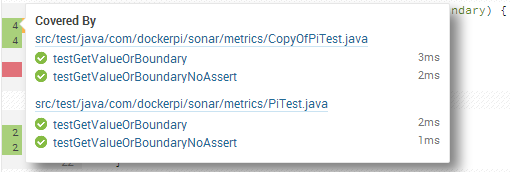 Covered By
ndary) {
4
src/test/java/com/dockerpi/sonar/metrics/CopyOfPiTest.java
4
testGetValueOrBoundary 3ms
testGetValueOrBoundaryNoAssert 2ms
src/test/java/com/dockerpi/sonar/metrics/PiTest.java
2
testGetValueOrBoundary 2ms
2
testGetValueOrBoundaryNoAssert 1ms